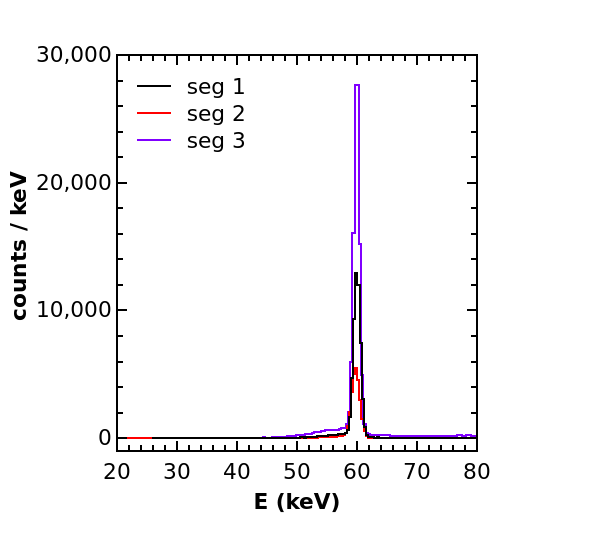 30,000
20,000
10,000
0
counts / keV
seg 1
seg 2
seg 3
20 30 40 50 60 70 80
E (keV)